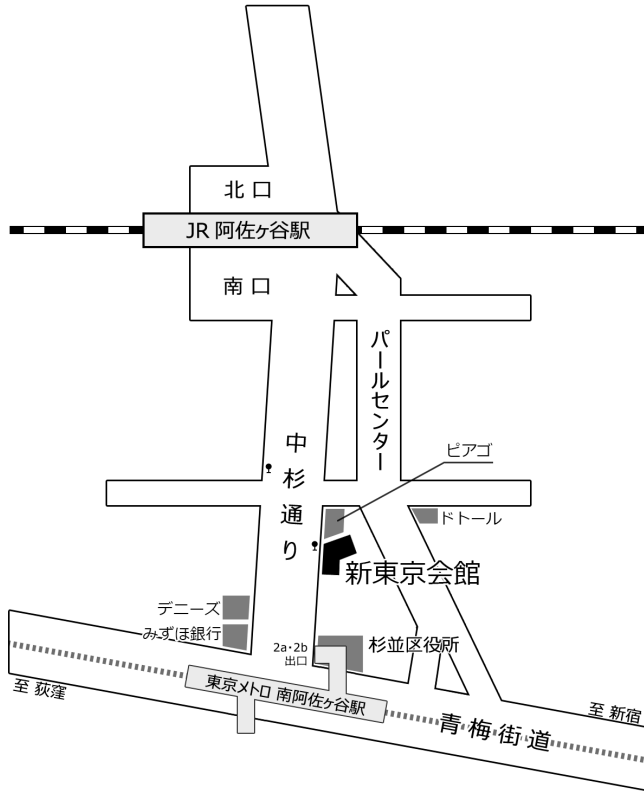 北口
JR 阿佐ヶ谷駅
南口
パールセンター
中杉通り
ピアゴ
ドトール
新東京会館
デニーズ
みずほ銀行
2a･2b
出口
杉並区役所
東京メトロ 南阿佐ヶ谷駅
至 荻窪
至 新宿
青梅街道